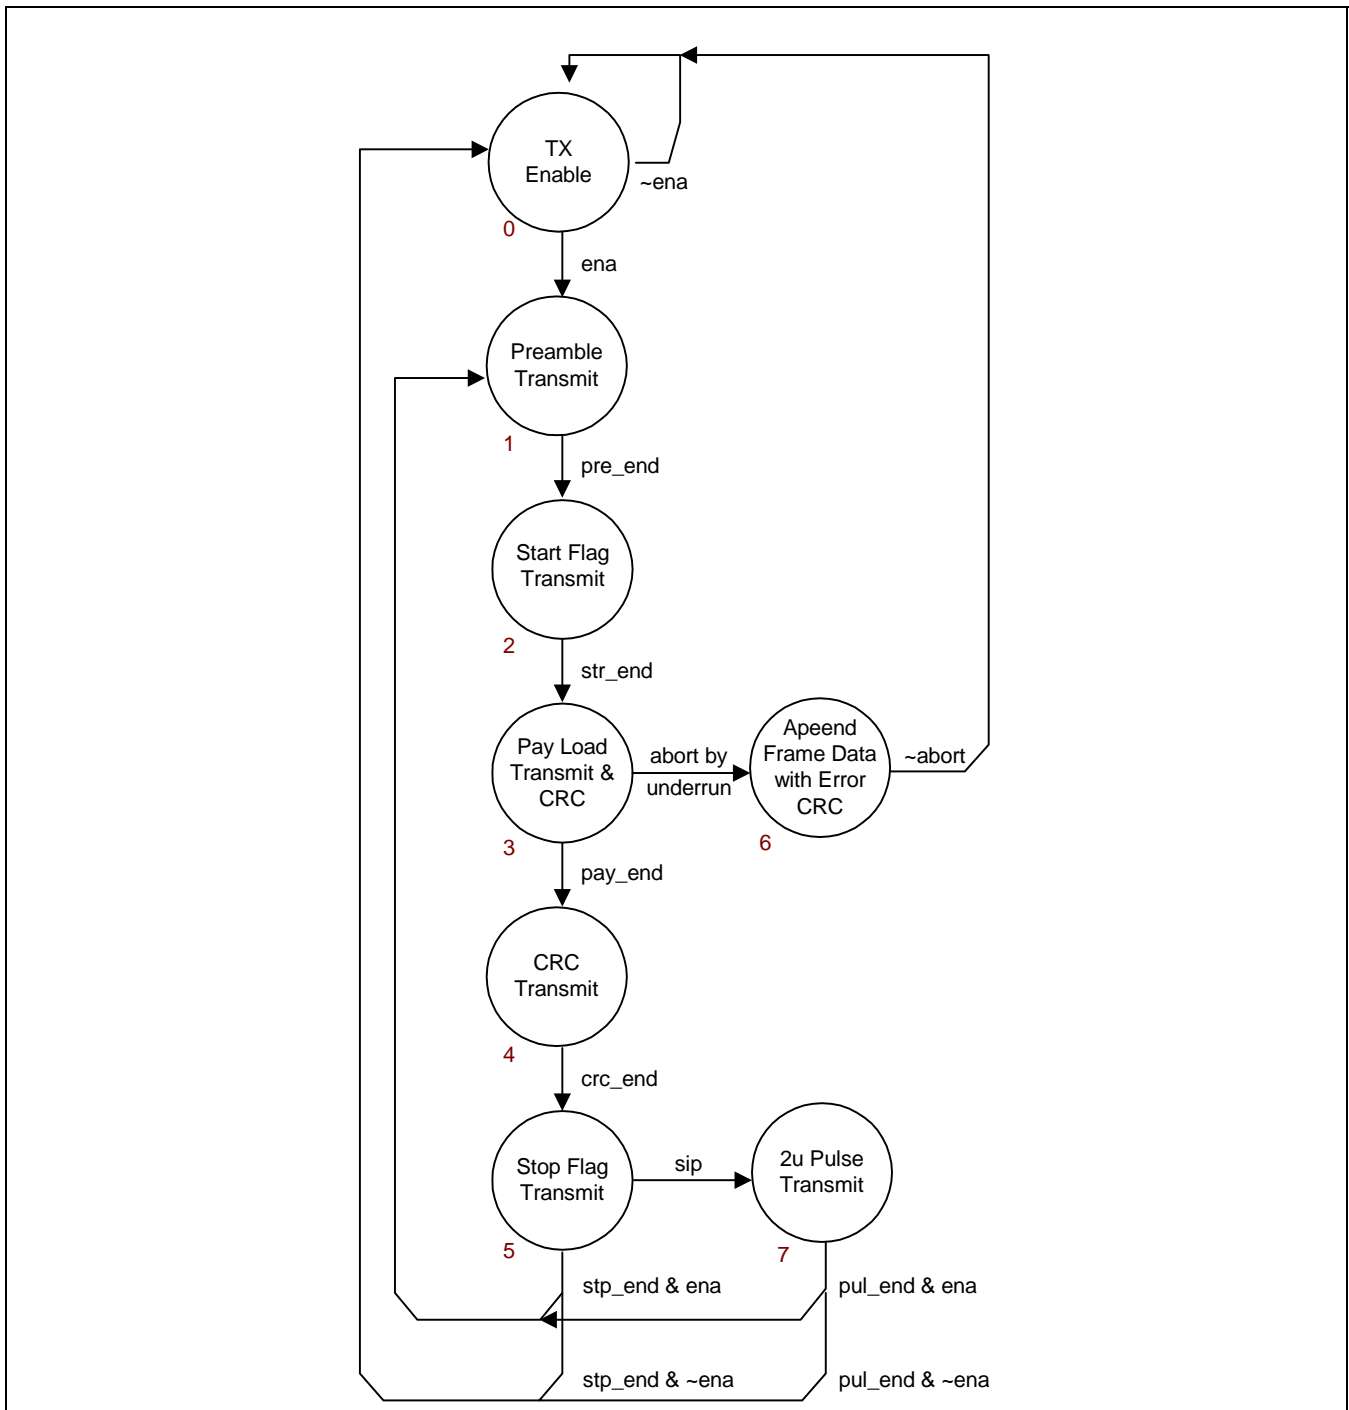 TX
Enable
~ena
0
ena
Preamble
Transmit
1
pre_end
Start Flag
Transmit
2
str_end
Pay Load
Transmit &
CRC
3
abort by
underrun
Apeend
Frame Data
with Error
CRC
6
~abort
pay_end
CRC
Transmit
4
crc_end
Stop Flag
Transmit
5
sip
2u Pulse
Transmit
7
stp_end & ena
pul_end & ena
stp_end & ~ena
pul_end & ~ena